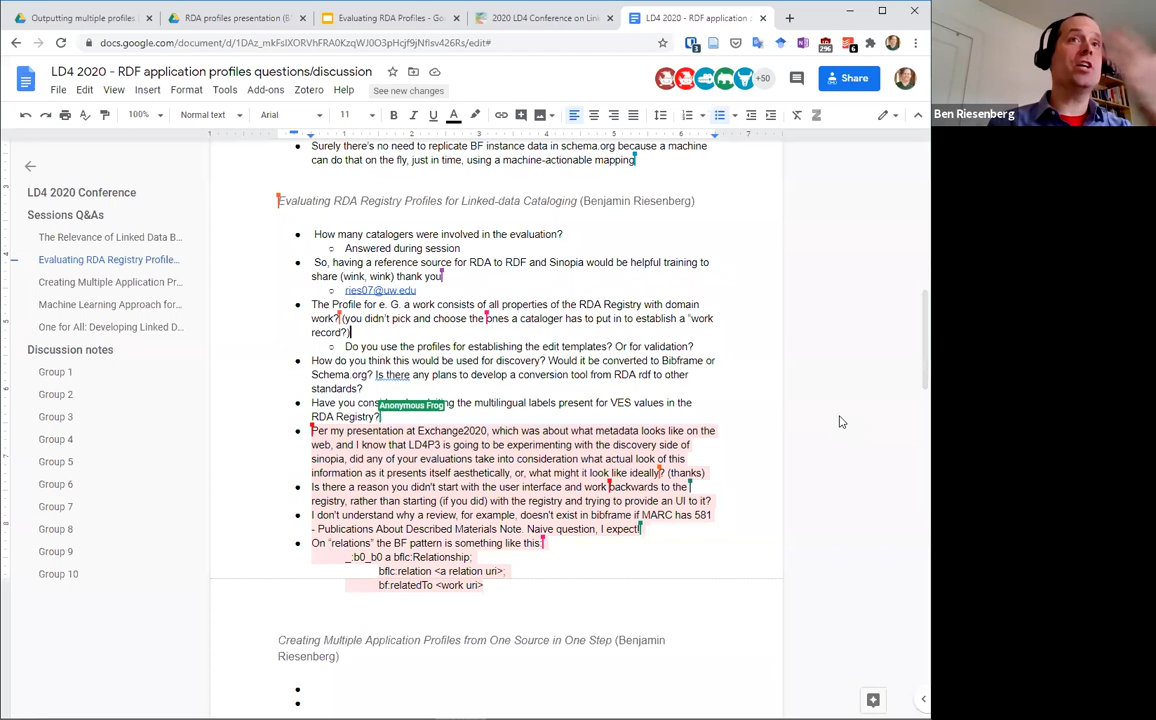 Outputting multiple profiles
RDA profiles presentation (B
Evaluating RDA Profiles - Go
2020 LD4 Conference on Link
LD4 2020 - RDF application
docs.google.com/document/d/1DAz_mkFsIXORVhFRA0KzqWJ0O3pHcjf9jNfIsv426Rs/edit#
LD4 2020 - RDF application profiles questions/discussion
File Edit View Insert Format Tools Add-ons Zotero Help See new changes
+50
Share
100% Normal text Arial 11
1 1 2 3 4 5 6 7
Ben Riesenberg
LD4 2020 Conference
Sessions Q&As
The Relevance of Linked Data B...
Evaluating RDA Registry Profile...
Creating Multiple Application Pr...
Machine Learning Approach for...
One for All: Developing Linked D...
Discussion notes
Group 1
Group 2
Group 3
Group 4
Group 5
Group 6
Group 7
Group 8
Group 9
Group 10
Surely there's no need to replicate BF instance data in schema.org because a machine
can do that on the fly, just in time, using a machine-actionable mapping
Evaluating RDA Registry Profiles for Linked-data Cataloging (Benjamin Riesenberg)
How many catalogers were involved in the evaluation?
Answered during session
So, having a reference source for RDA to RDF and Sinopia would be helpful training to
share (wink, wink) thank you
ries07@uw.edu
The Profile for e. G. a work consists of all properties of the RDA Registry with domain
work? (you didn't pick and choose the ones a cataloger has to put in to establish a "work
record?)
Do you use the profiles for establishing the edit templates? Or for validation?
How do you think this would be used for discovery? Would it be converted to Bibframe or
Schema.org? Is there any plans to develop a conversion tool from RDA rdf to other
standards?
Anonymous Frog
Have you the multilingual labels present for VES values in the
RDA Registry?
Per my presentation at Exchange2020, which was about what metadata looks like on the
web, and I know that LD4P3 is going to be experimenting with the discovery side of
sinopia, did any of your evaluations take into consideration what actual look of this
information as it presents itself aesthetically, or, what might it look like ideally? (thanks)
Is there a reason you didn't start with the user interface and work backwards to the
registry, rather than starting (if you did) with the registry and trying to provide an UI to it?
I don't understand why a review, for example, doesn't exist in bibframe if MARC has 581
- Publications About Described Materials Note. Naive question, I expect!
On "relations" the BF pattern is something like this:
_:b0_b0 a bflc:Relationship;
bflc:relation <a relation uri>;
bf:relatedTo <work uri>
Creating Multiple Application Profiles from One Source in One Step (Benjamin
Riesenberg)